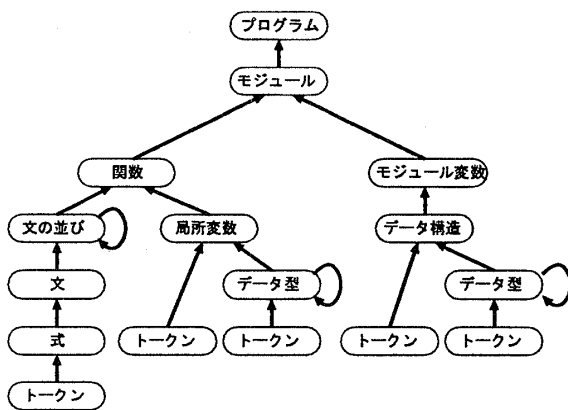 プログラム
モジュール
関数
モジュール変数
文の並び
局所変数
データ構造
文
データ型
データ型
式
トークン
トークン
トークン
トークン
トークン